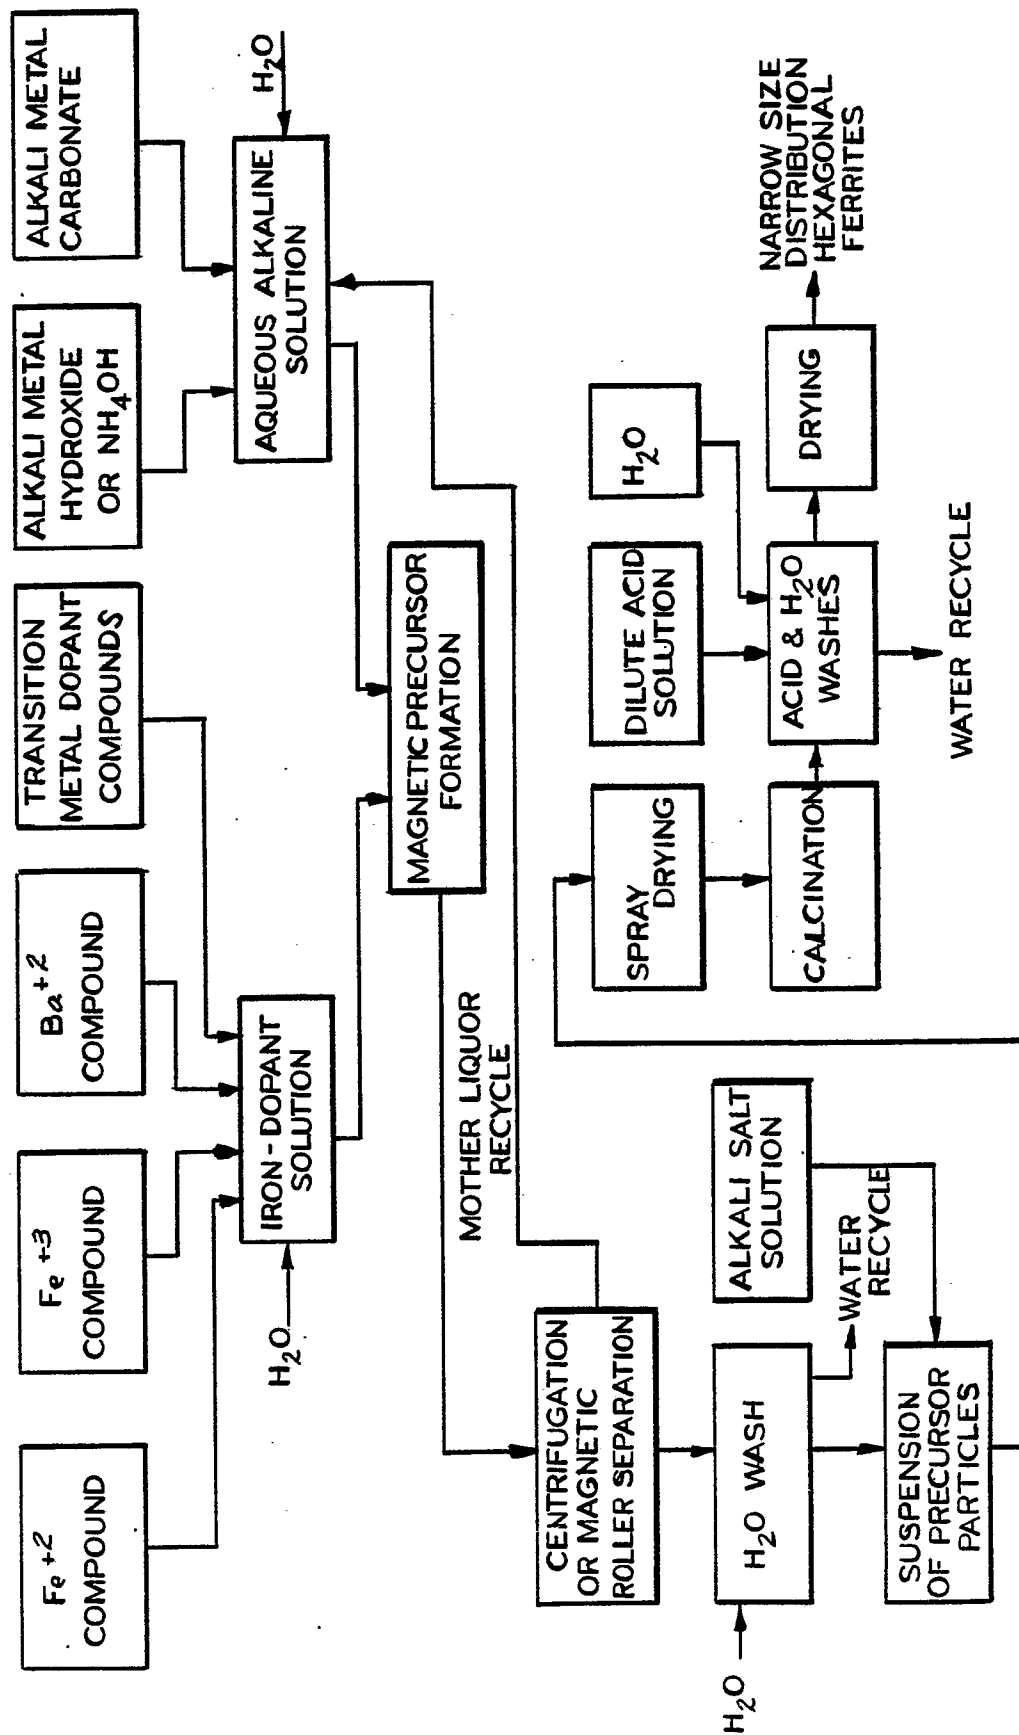 Fe+2
COMPOUND
Fe+3
COMPOUND
Ba+2
COMPOUND
TRANSITION
METAL DOPANT
COMPOUNDS
ALKALI METAL
HYDROXIDE
OR NH4OH
ALKALI METAL
CARBONATE
H2O
IRON-DOPANT
SOLUTION
AQUEOUS ALKALINE
SOLUTION
H2O
MAGNETIC PRECURSOR
FORMATION
MOTHER LIQUOR
RECYCLE
CENTRIFUGATION
OR MAGNETIC
ROLLER SEPARATION
H2O
H2O WASH
WATER
RECYCLE
ALKALI SALT
SOLUTION
SUSPENSION
OF PRECURSOR
PARTICLES
SPRAY
DRYING
DILUTE ACID
SOLUTION
H2O
CALCINATION
ACID & H2O
WASHES
DRYING
NARROW SIZE
DISTRIBUTION
HEXAGONAL
FERRITES
WATER RECYCLE